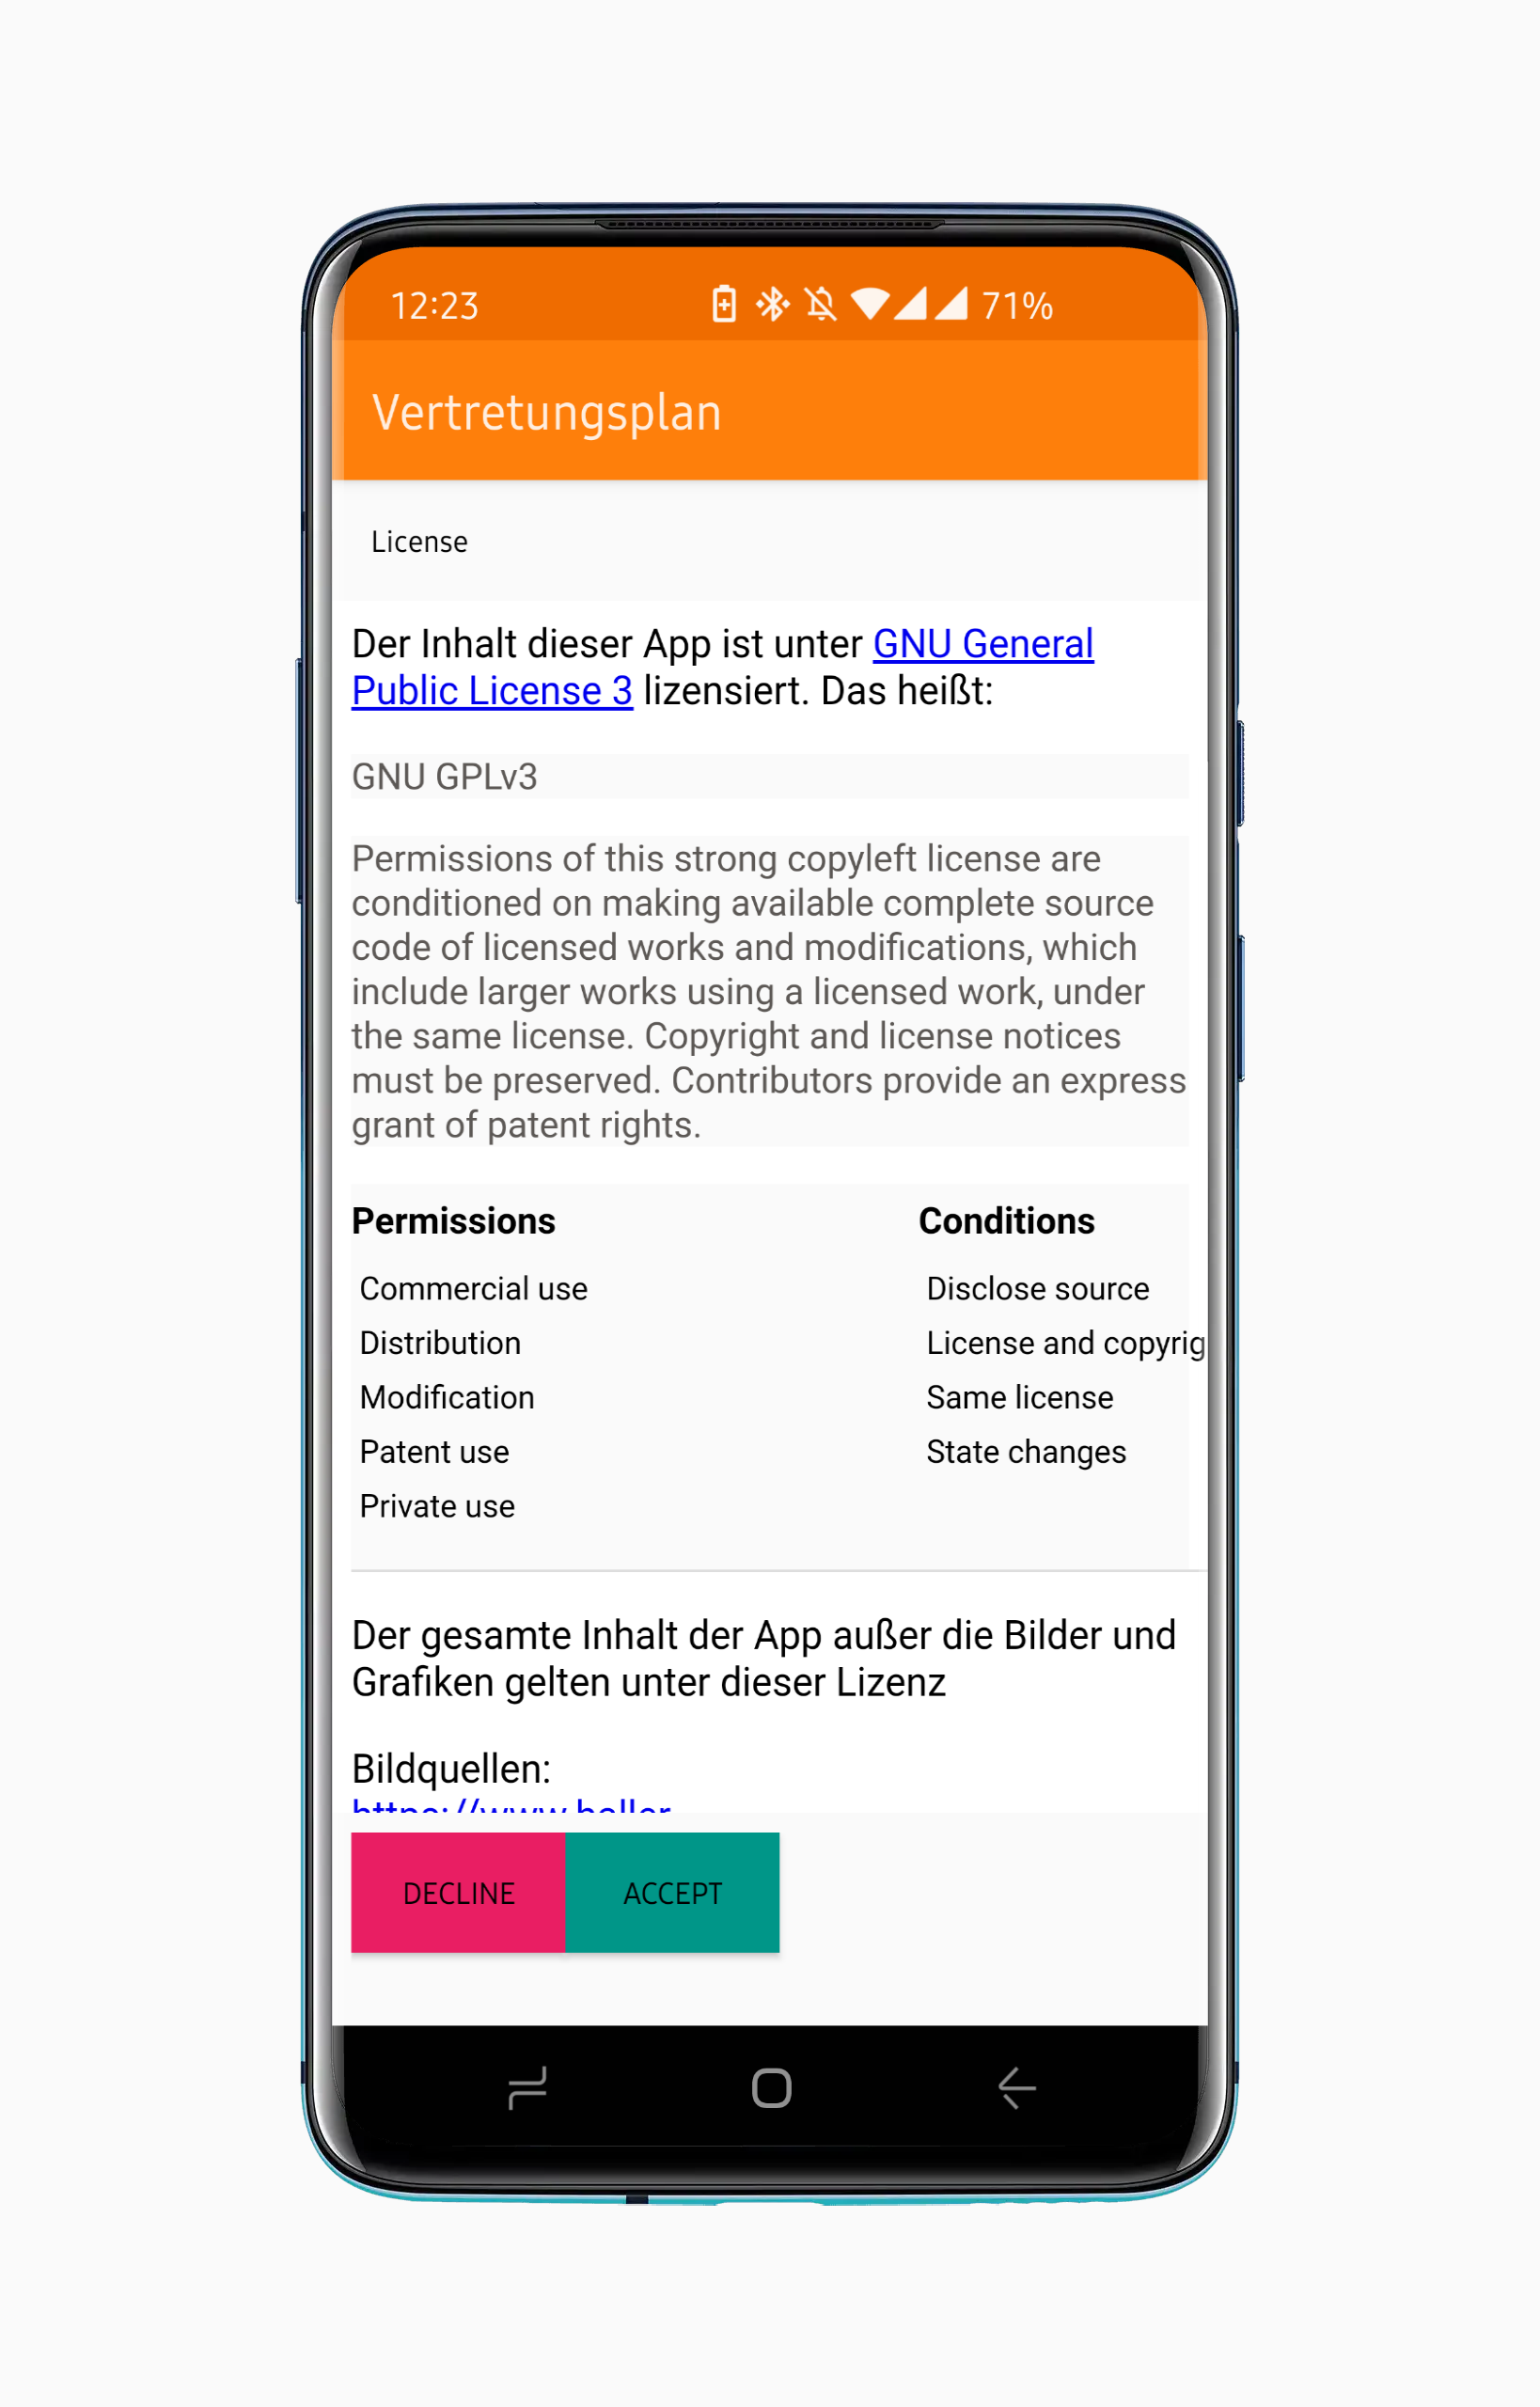 12:23 71%
Vertretungsplan
License
Der Inhalt dieser App ist unter GNU General
Public License 3 lizensiert. Das heißt:
GNU GPLv3
Permissions of this strong copyleft license are
conditioned on making available complete source
code of licensed works and modifications, which
include larger works using a licensed work, under
the same license. Copyright and license notices
must be preserved. Contributors provide an express
grant of patent rights.
Permissions Conditions
Commercial use Disclose source
Distribution License and copyrig
Modification Same license
Patent use State changes
Private use
Der gesamte Inhalt der App außer die Bilder und
Grafiken gelten unter dieser Lizenz
Bildquellen:
DECLINE ACCEPT